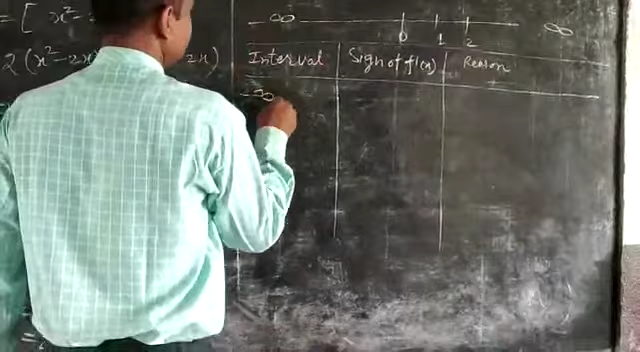 = [ x² -
2 (x² - 2x) 2x)
- ∞ 0 1 2 ∞
Interval Sign of f'(x) Reason
- ∞
=